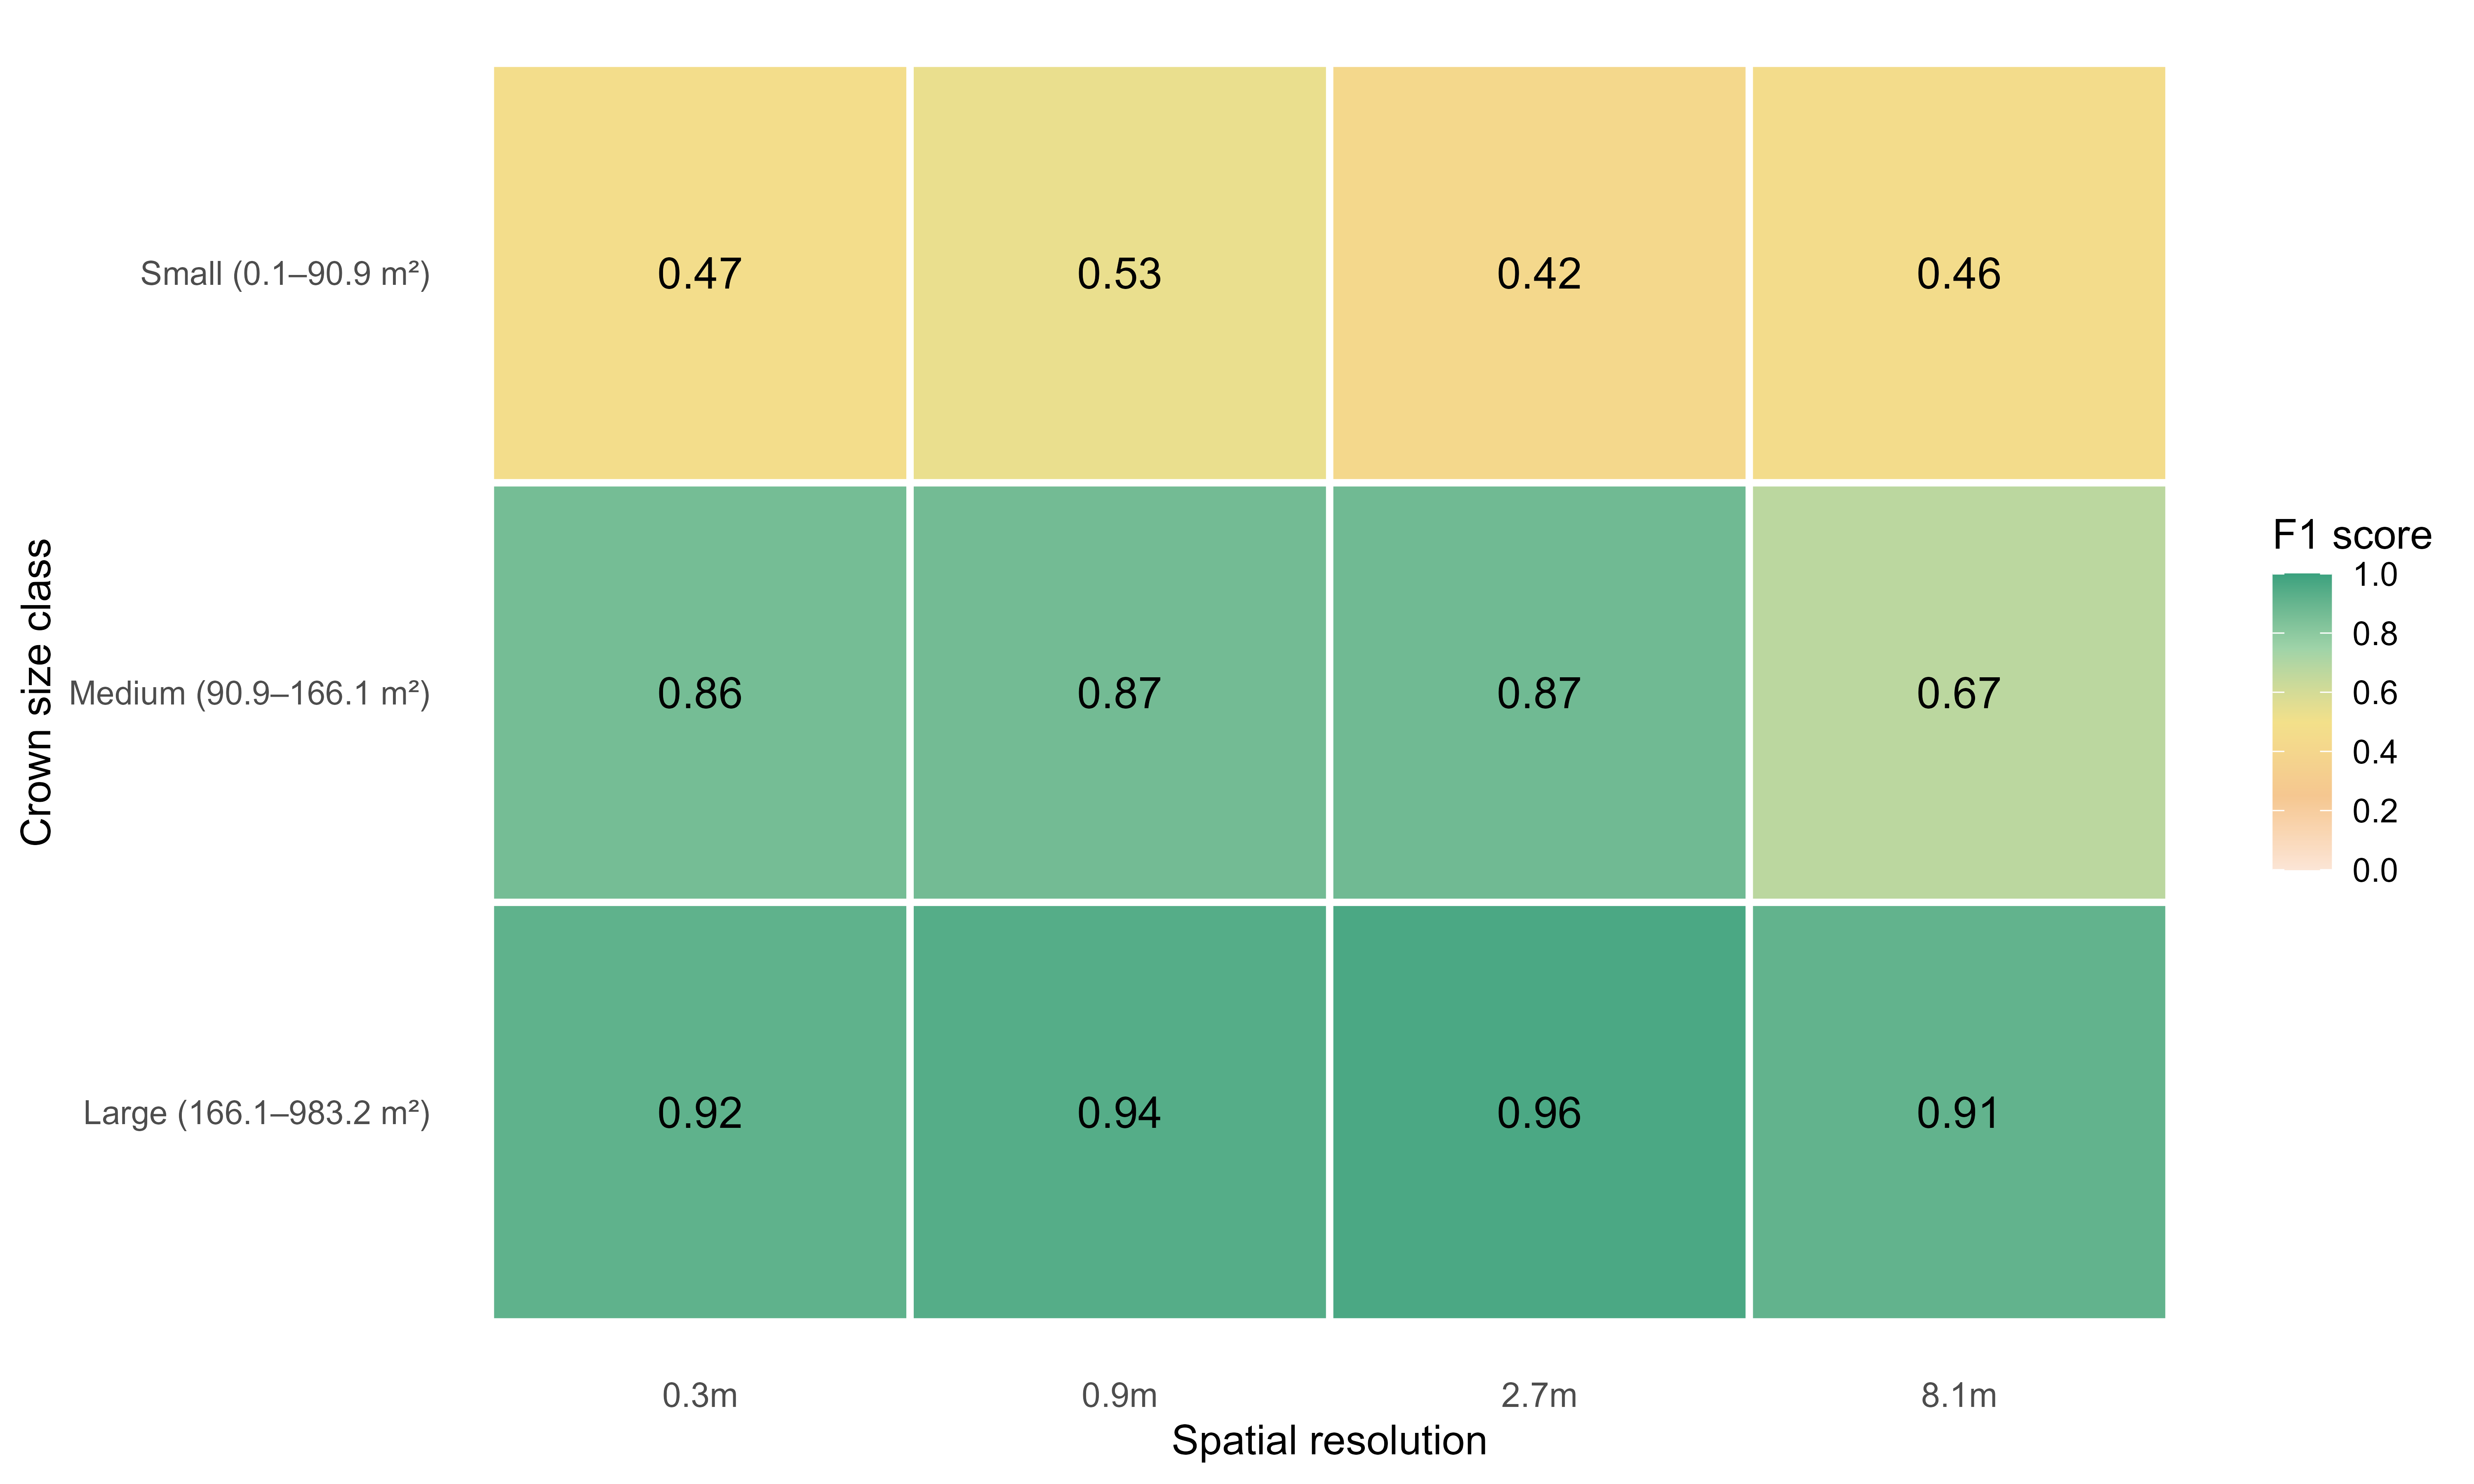 Crown size class
Small (0.1–90.9 m²)
0.47 0.53 0.42 0.46
Medium (90.9–166.1 m²)
0.86 0.87 0.87 0.67
Large (166.1–983.2 m²)
0.92 0.94 0.96 0.91
0.3m 0.9m 2.7m 8.1m
Spatial resolution
F1 score
1.0
0.8
0.6
0.4
0.2
0.0